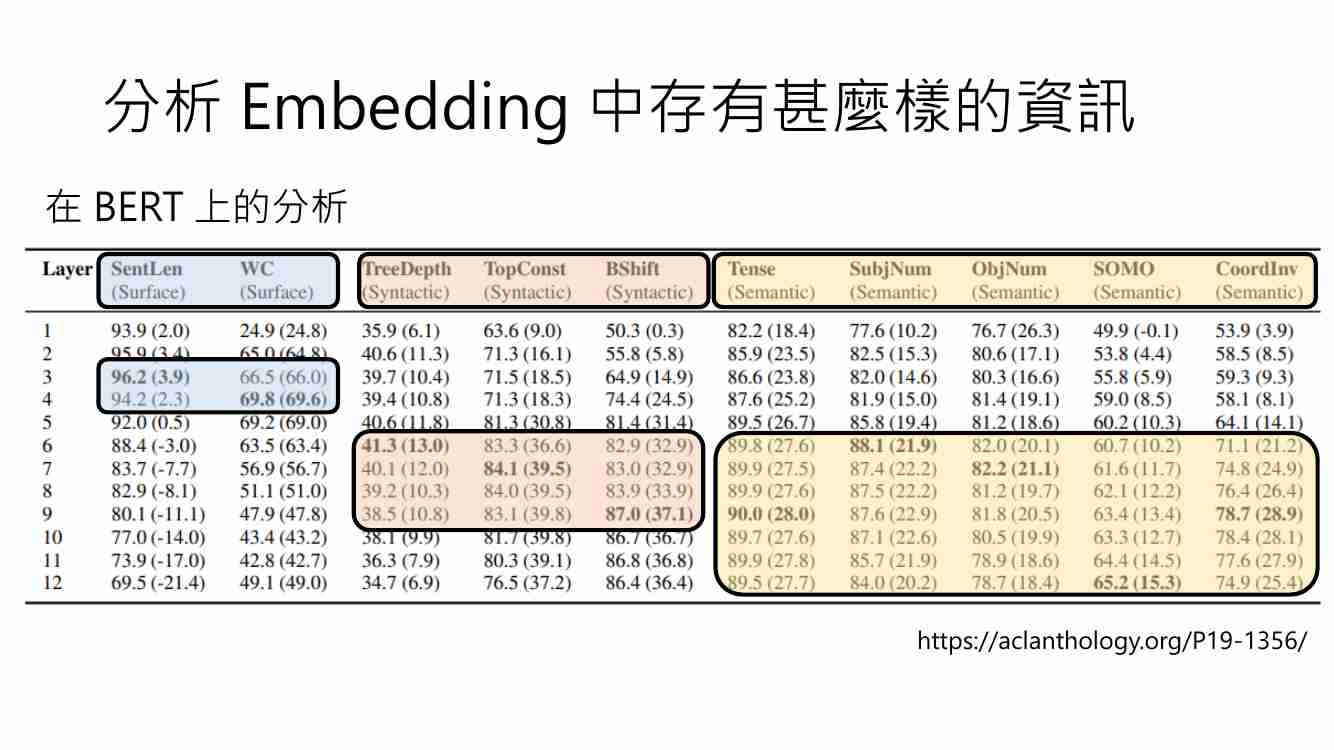 分析 Embedding 中存有甚麼樣的資訊
在 BERT 上的分析
Layer SentLen WC TreeDepth TopConst BShift Tense SubjNum ObjNum SOMO CoordInv
(Surface) (Surface) (Syntactic) (Syntactic) (Syntactic) (Semantic) (Semantic) (Semantic) (Semantic) (Semantic)
1 93.9 (2.0) 24.9 (24.8) 35.9 (6.1) 63.6 (9.0) 50.3 (0.3) 82.2 (18.4) 77.6 (10.2) 76.7 (26.3) 49.9 (-0.1) 53.9 (3.9)
2 95.9 (3.4) 65.0 (64.8) 40.6 (11.3) 71.3 (16.1) 55.8 (5.8) 85.9 (23.5) 82.5 (15.3) 80.6 (17.1) 53.8 (4.4) 58.5 (8.5)
3 96.2 (3.9) 66.5 (66.0) 39.7 (10.4) 71.5 (18.5) 64.9 (14.9) 86.6 (23.8) 82.0 (14.6) 80.3 (16.6) 55.8 (5.9) 59.3 (9.3)
4 94.2 (2.3) 69.8 (69.6) 39.4 (10.8) 71.3 (18.3) 74.4 (24.5) 87.6 (25.2) 81.9 (15.0) 81.4 (19.1) 59.0 (8.5) 58.1 (8.1)
5 92.0 (0.5) 69.2 (69.0) 40.6 (11.8) 81.3 (30.8) 81.4 (31.4) 89.5 (26.7) 85.8 (19.4) 81.2 (18.6) 60.2 (10.3) 64.1 (14.1)
6 88.4 (-3.0) 63.5 (63.4) 41.3 (13.0) 83.3 (36.6) 82.9 (32.9) 89.8 (27.6) 88.1 (21.9) 82.0 (20.1) 60.7 (10.2) 71.1 (21.2)
7 83.7 (-7.7) 56.9 (56.7) 40.1 (12.0) 84.1 (39.5) 83.0 (32.9) 89.9 (27.5) 87.4 (22.2) 82.2 (21.1) 61.6 (11.7) 74.8 (24.9)
8 82.9 (-8.1) 51.1 (51.0) 39.2 (10.3) 84.0 (39.5) 83.9 (33.9) 89.9 (27.6) 87.5 (22.2) 81.2 (19.7) 62.1 (12.2) 76.4 (26.4)
9 80.1 (-11.1) 47.9 (47.8) 38.5 (10.8) 83.1 (39.8) 87.0 (37.1) 90.0 (28.0) 87.6 (22.9) 81.8 (20.5) 63.4 (13.4) 78.7 (28.9)
10 77.0 (-14.0) 43.4 (43.2) 38.1 (9.9) 81.7 (39.8) 86.7 (36.7) 89.7 (27.6) 87.1 (22.6) 80.5 (19.9) 63.3 (12.7) 78.4 (28.1)
11 73.9 (-17.0) 42.8 (42.7) 36.3 (7.9) 80.3 (39.1) 86.8 (36.8) 89.9 (27.8) 85.7 (21.9) 78.9 (18.6) 64.4 (14.5) 77.6 (27.9)
12 69.5 (-21.4) 49.1 (49.0) 34.7 (6.9) 76.5 (37.2) 86.4 (36.4) 89.5 (27.7) 84.0 (20.2) 78.7 (18.4) 65.2 (15.3) 74.9 (25.4)
https://aclanthology.org/P19-1356/